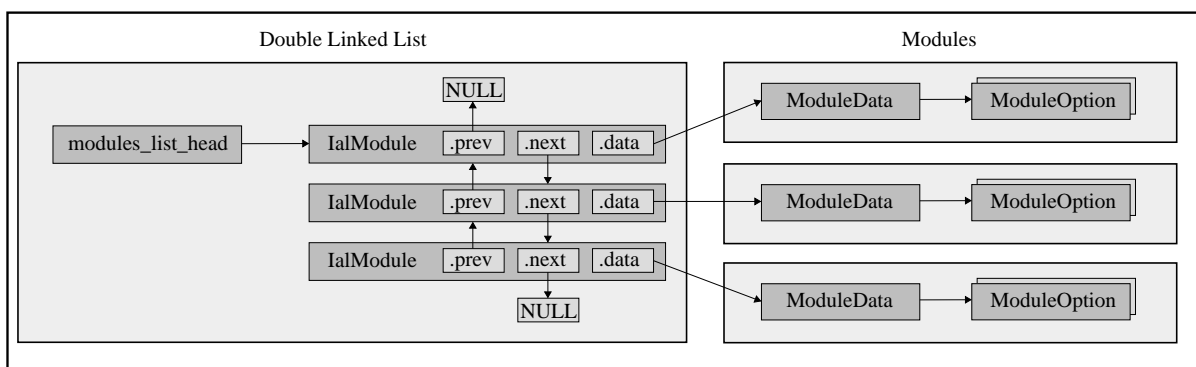 Double Linked List
Modules
NULL
ModuleData
ModuleOption
modules_list_head
IalModule .prev .next .data
IalModule .prev .next .data
ModuleData
ModuleOption
IalModule .prev .next .data
NULL
ModuleData
ModuleOption